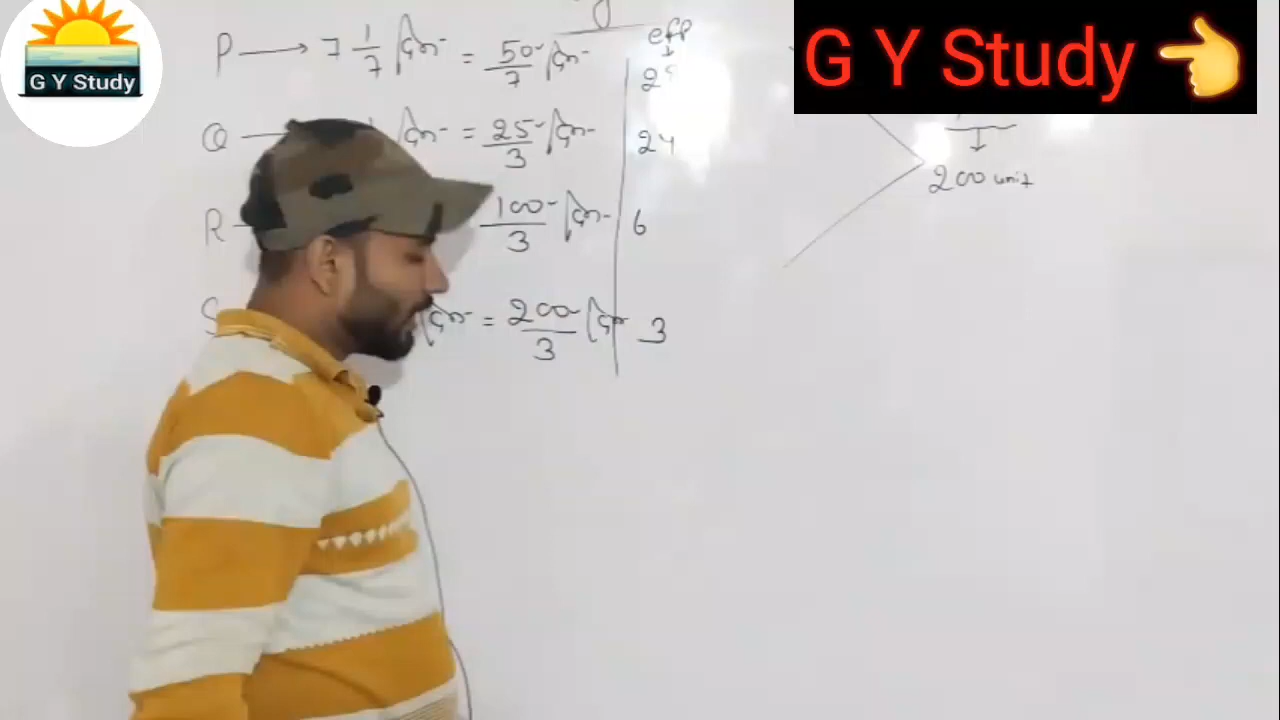 G Y Study
G Y Study
eff
P → 7 1/7 दिन = 50/7 दिन 2
Q दिन = 25/3 दिन 24
R 100/3 दिन 6
S दिन = 200/3 दिन 3
200 unit